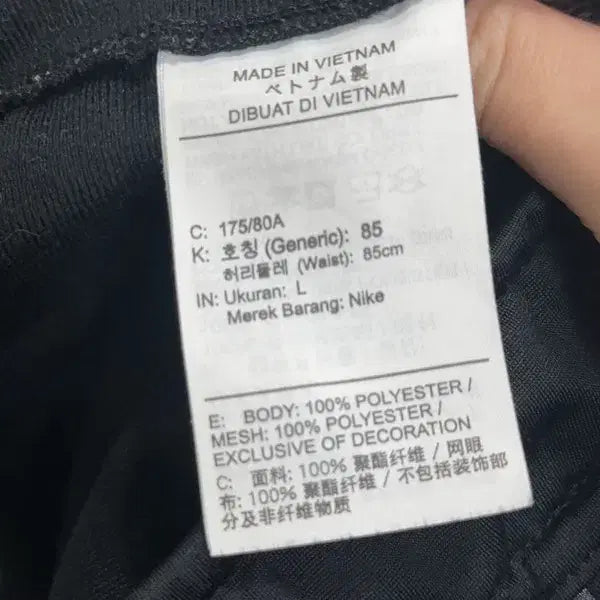 MADE IN VIETNAM
ベトナム製
DIBUAT DI VIETNAM
C: 175/80A
K: 호칭 (Generic): 85
허리둘레 (Waist): 85cm
IN: Ukuran: L
Merek Barang: Nike
E: BODY: 100% POLYESTER /
MESH: 100% POLYESTER /
EXCLUSIVE OF DECORATION
C: 面料: 100% 聚酯纤维 / 网眼
布: 100% 聚酯纤维 / 不包括装饰部
分及非纤维物质